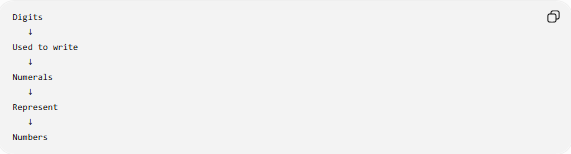 Digits
↓
Used to write
↓
Numerals
↓
Represent
↓
Numbers